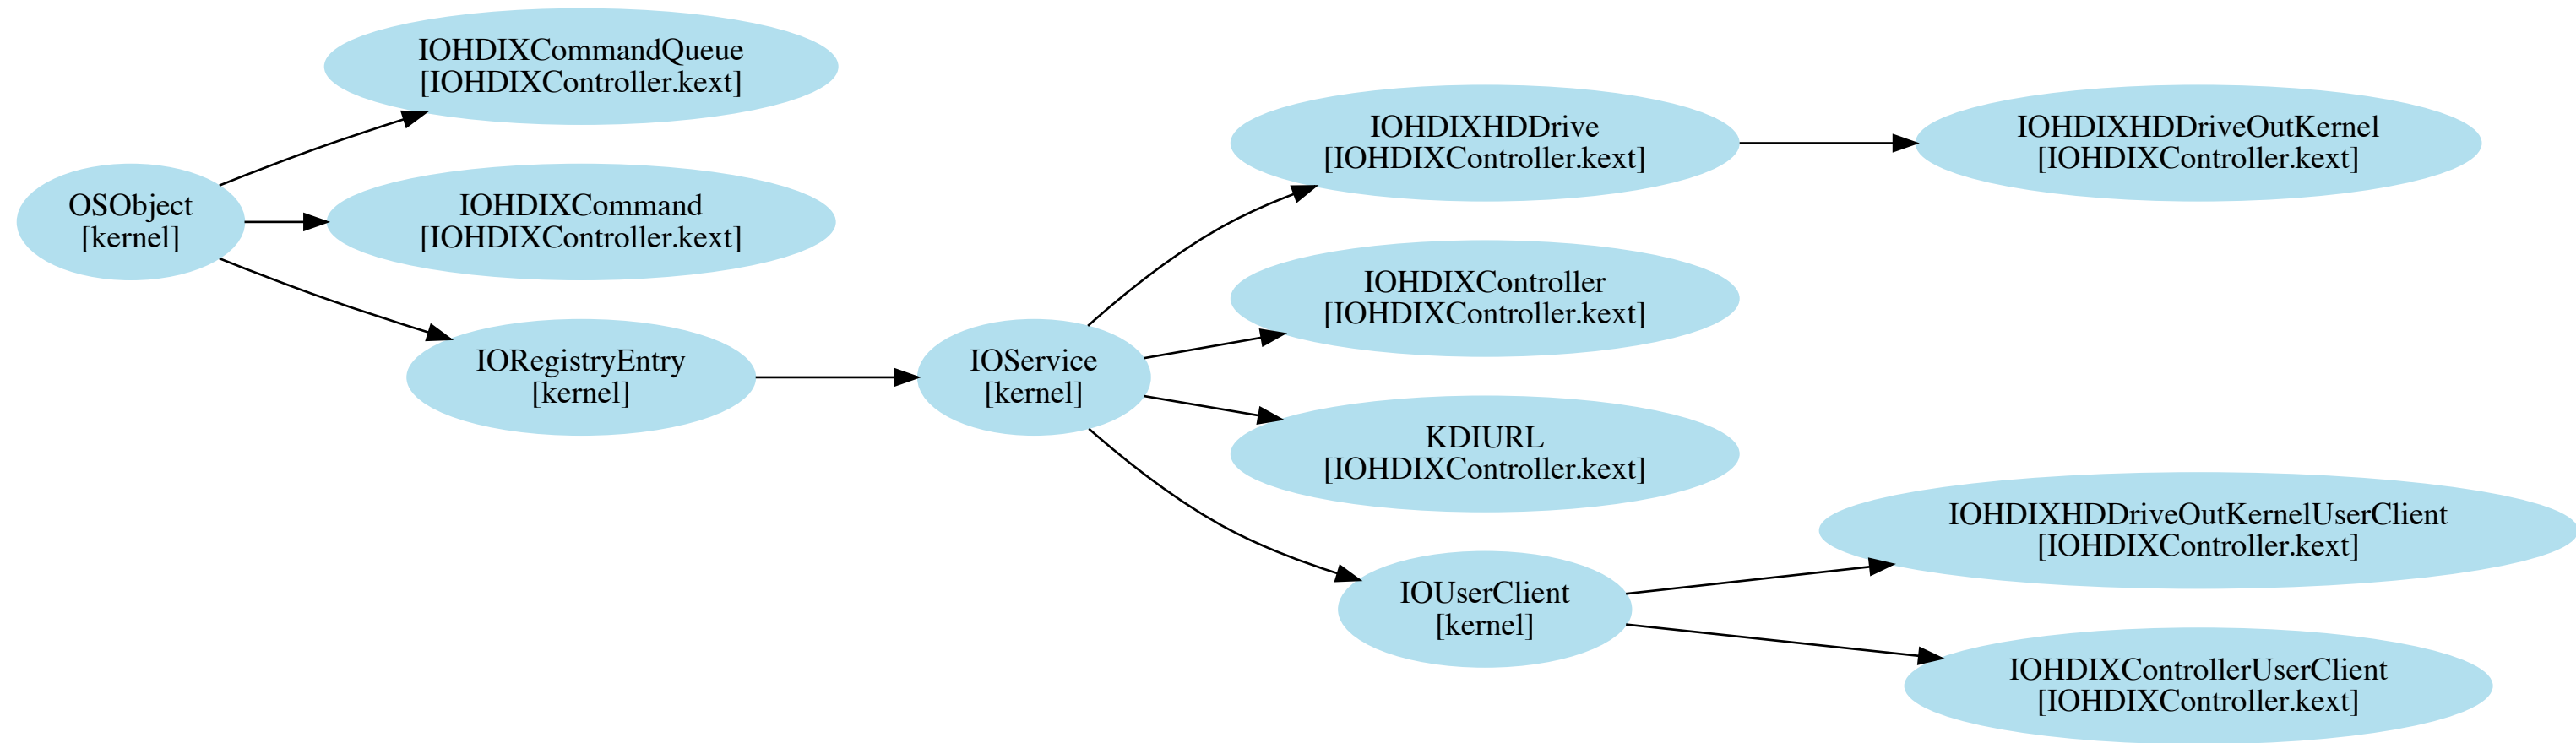 IOHDIXCommandQueue
[IOHDIXController.kext]
OSObject
[kernel]
IOHDIXCommand
[IOHDIXController.kext]
IORegistryEntry
[kernel]
IOService
[kernel]
IOHDIXHDDrive
[IOHDIXController.kext]
IOHDIXHDDriveOutKernel
[IOHDIXController.kext]
IOHDIXController
[IOHDIXController.kext]
KDIURL
[IOHDIXController.kext]
IOUserClient
[kernel]
IOHDIXHDDriveOutKernelUserClient
[IOHDIXController.kext]
IOHDIXControllerUserClient
[IOHDIXController.kext]